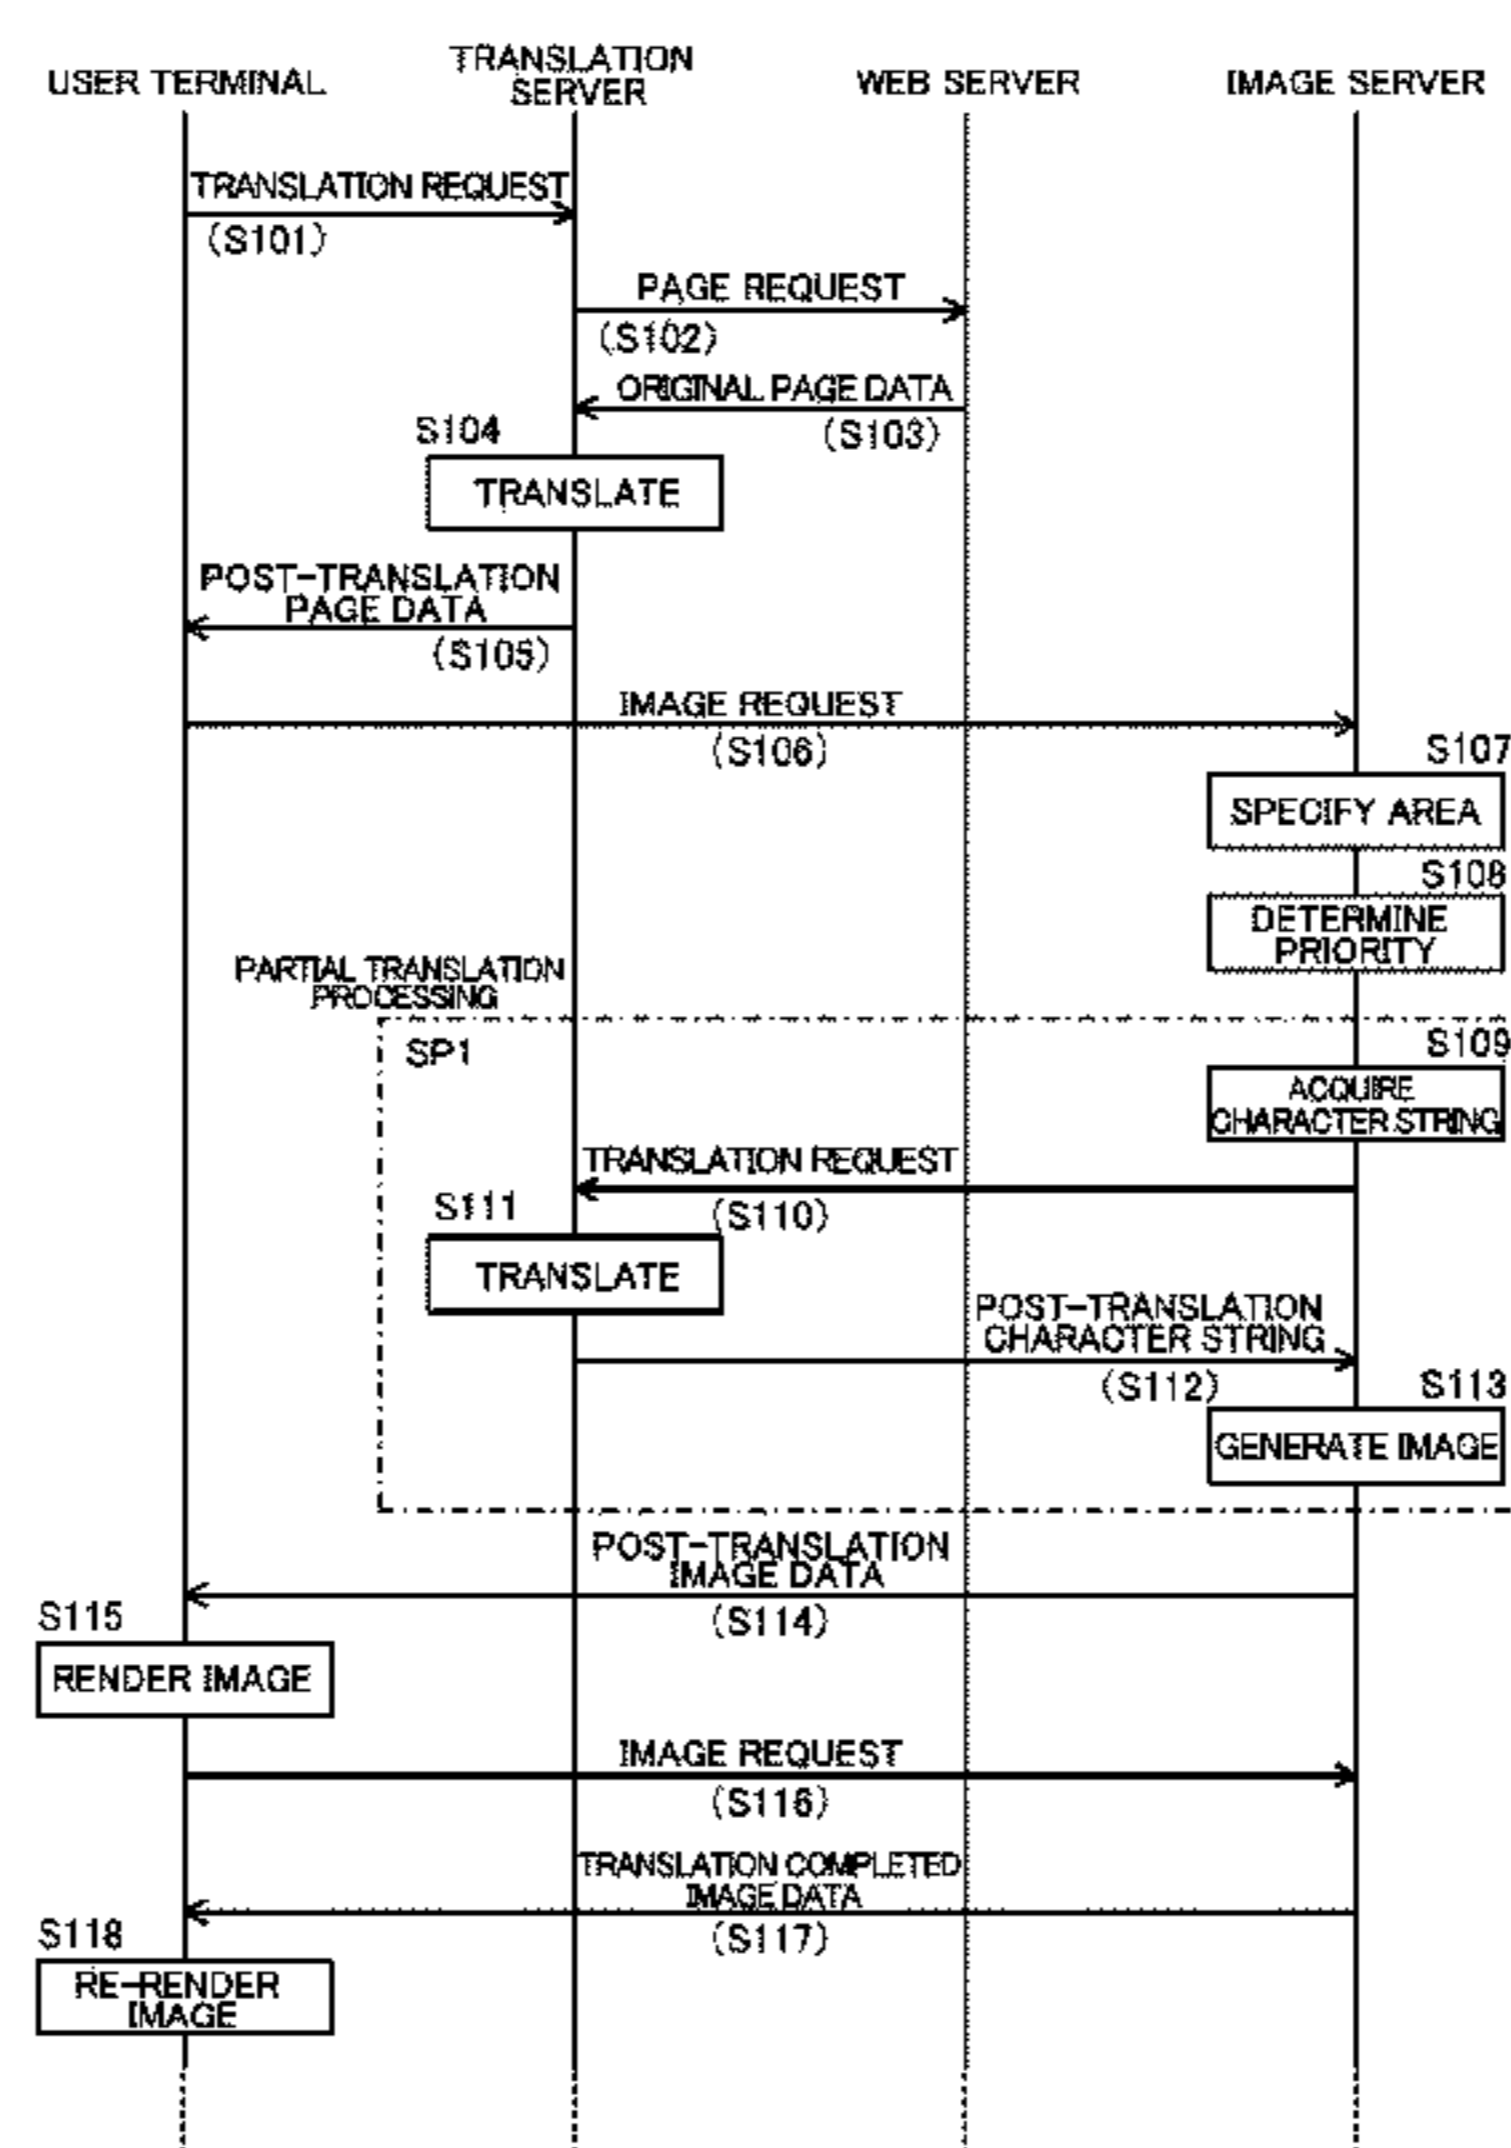 USER TERMINAL
TRANSLATION
SERVER
WEB SERVER
IMAGE SERVER
TRANSLATION REQUEST
(S101)
PAGE REQUEST
(S102)
ORIGINAL PAGE DATA
(S103)
S104
TRANSLATE
POST-TRANSLATION
PAGE DATA
(S105)
IMAGE REQUEST
(S106)
S107
SPECIFY AREA
S108
DETERMINE
PRIORITY
PARTIAL TRANSLATION
PROCESSING
SP1
S109
ACQUIRE
CHARACTER STRING
TRANSLATION REQUEST
(S110)
S111
TRANSLATE
POST-TRANSLATION
CHARACTER STRING
(S112)
S113
GENERATE IMAGE
POST-TRANSLATION
IMAGE DATA
(S114)
S115
RENDER IMAGE
IMAGE REQUEST
(S116)
TRANSLATION COMPLETED
IMAGE DATA
(S117)
S118
RE-RENDER
IMAGE